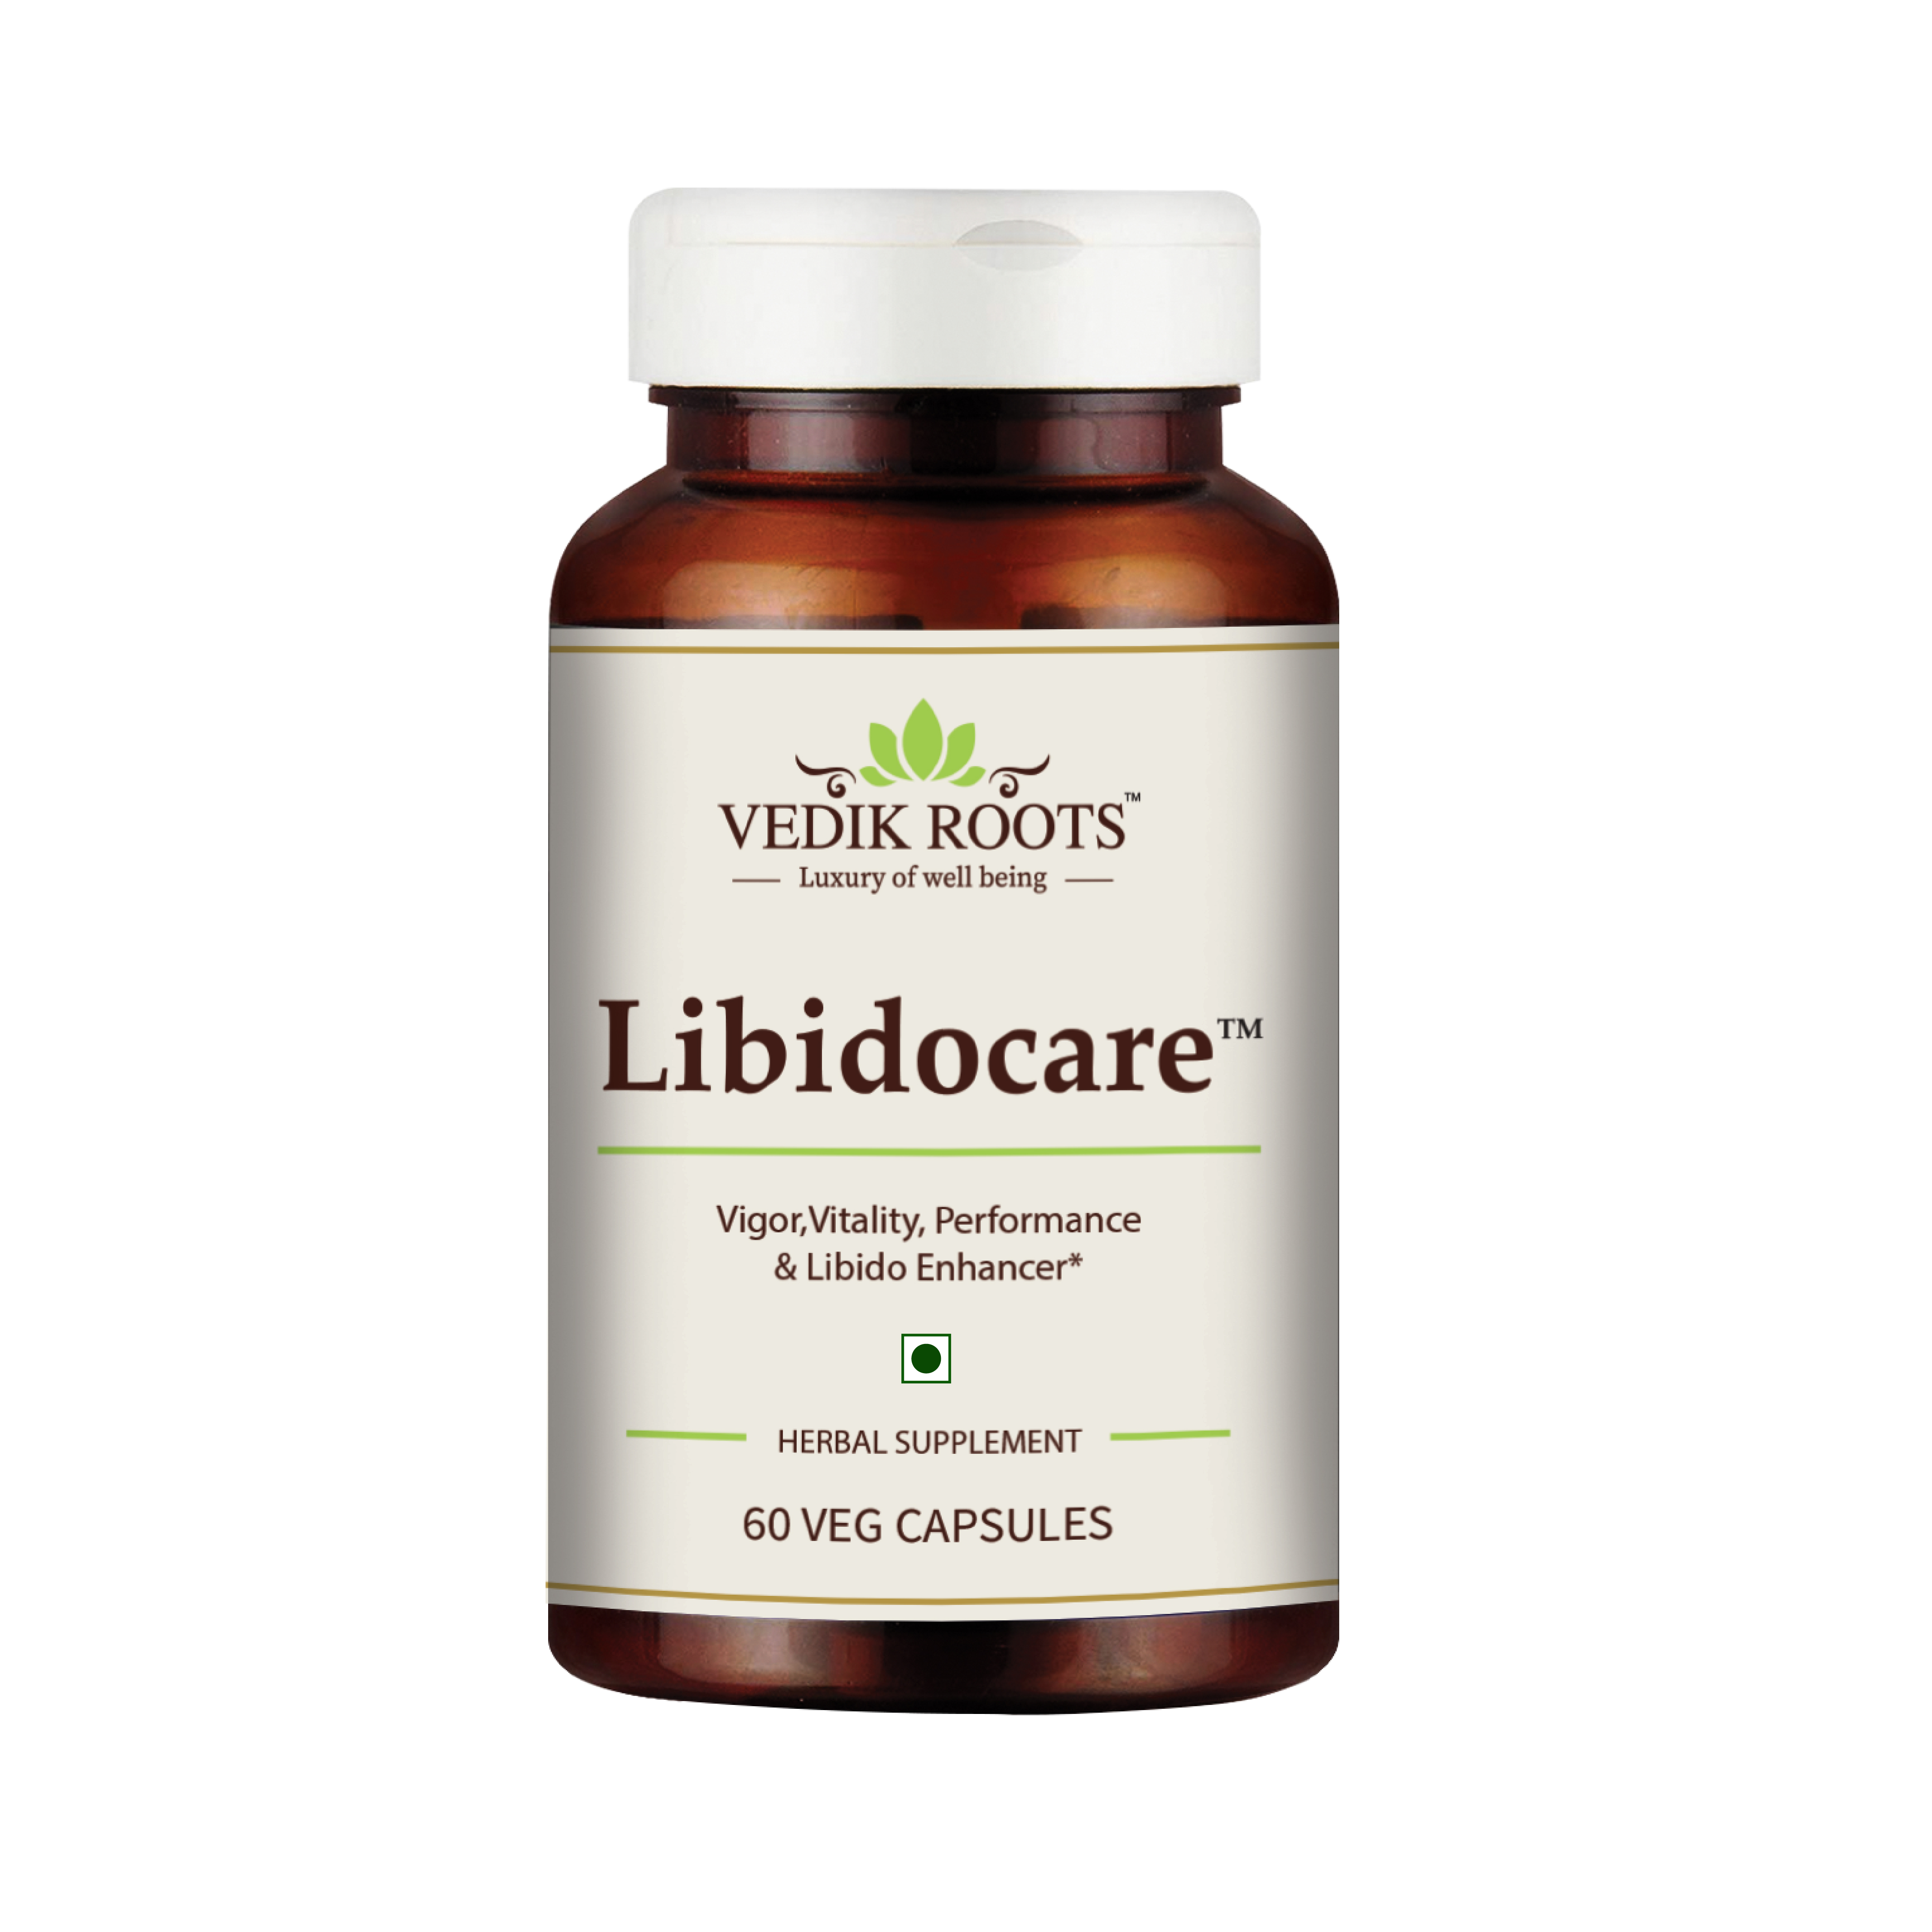 VEDIK ROOTS™
Luxury of well being
Libidocare™
Vigor,Vitality, Performance
& Libido Enhancer*
HERBAL SUPPLEMENT
60 VEG CAPSULES